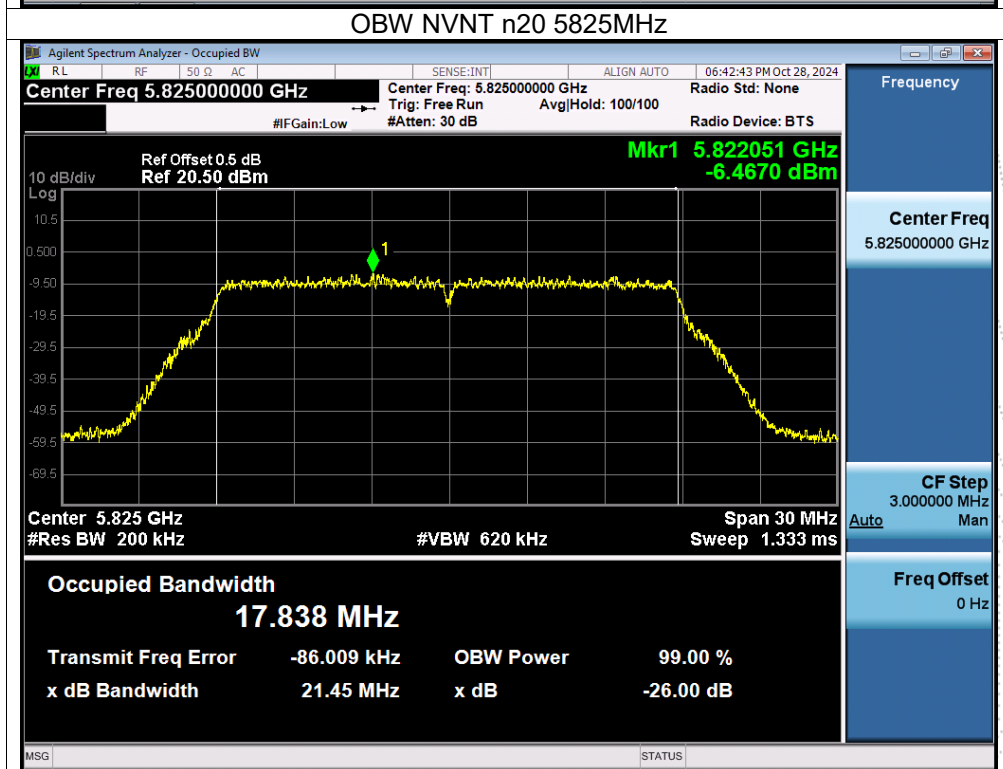 OBW NVNT n20 5825MHz
Agilent Spectrum Analyzer - Occupied BW
LXI RL RF 50 Ω AC SENSE:INT ALIGN AUTO 06:42:43 PM Oct 28, 2024
Center Freq 5.825000000 GHz Center Freq: 5.825000000 GHz Radio Std: None
Trig: Free Run Avg|Hold: 100/100
#IFGain:Low #Atten: 30 dB Radio Device: BTS
Frequency
Mkr1 5.822051 GHz
-6.4670 dBm
Ref Offset 0.5 dB
10 dB/div Ref 20.50 dBm
Log
10.5
0.500
-9.50
-19.5
-29.5
-39.5
-49.5
-59.5
-69.5
1
Center Freq
5.825000000 GHz
Center 5.825 GHz Span 30 MHz
#Res BW 200 kHz #VBW 620 kHz Sweep 1.333 ms
CF Step
3.000000 MHz
Auto Man
Occupied Bandwidth
17.838 MHz
Freq Offset
0 Hz
Transmit Freq Error -86.009 kHz OBW Power 99.00 %
x dB Bandwidth 21.45 MHz x dB -26.00 dB
MSG STATUS